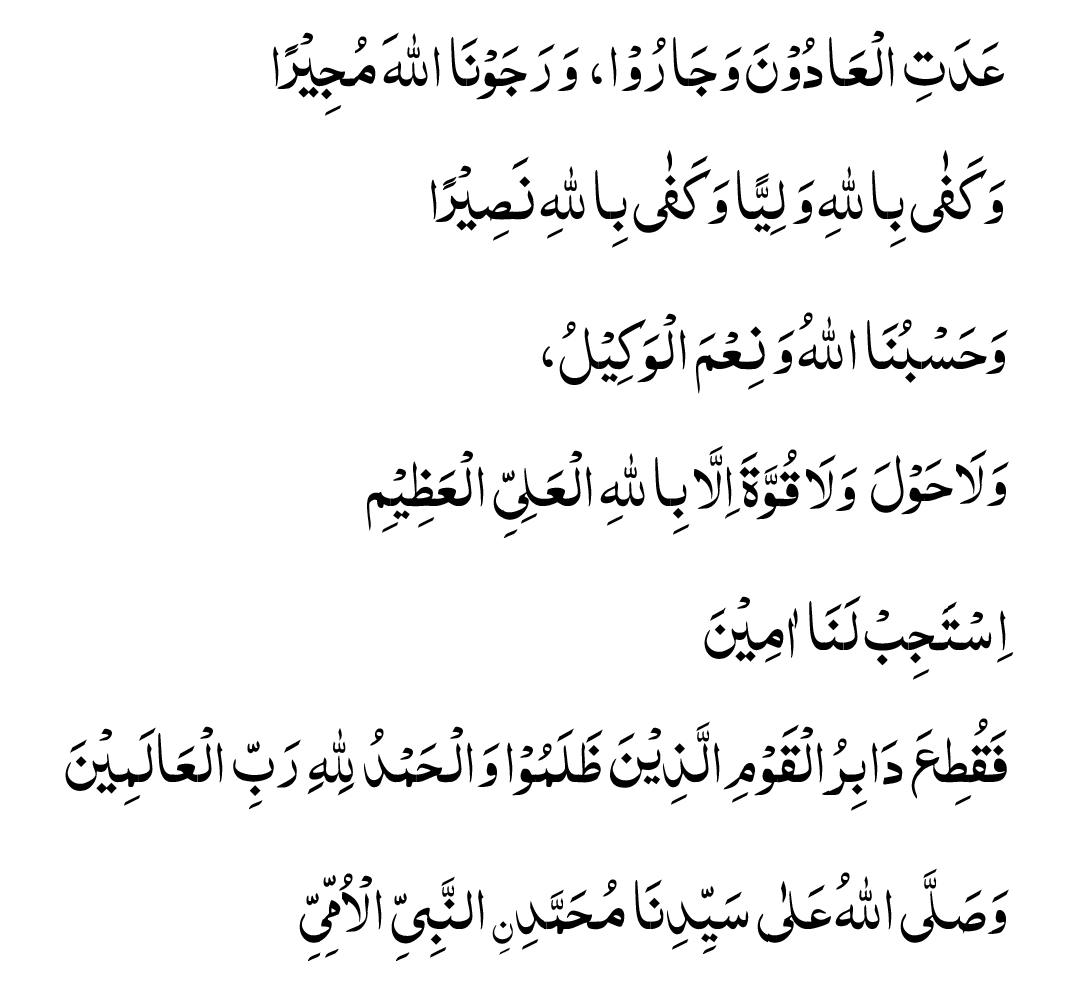 عَدَتِ الْعَادُوْنَ وَجَارُوْا، وَرَجَوْنَا اللهَ مُجِيْرًا
وَكَفٰى بِاللهِ وَلِيًّا وَكَفٰى بِاللهِ نَصِيْرًا
وَحَسْبُنَا اللهُ وَنِعْمَ الْوَكِيْلُ،
وَلَاحَوْلَ وَلَاقُوَّةَ اِلَّا بِاللهِ الْعَلِيِّ الْعَظِيْمِ
اِسْتَجِبْ لَنَا اٰمِيْنَ
فَقُطِعَ دَابِرُ الْقَوْمِ الَّذِيْنَ ظَلَمُوْا وَالْحَمْدُ لِلّٰهِ رَبِّ الْعَالَمِيْنَ
وَصَلَّى اللهُ عَلٰى سَيِّدِنَا مُحَمَّدِنِ النَّبِيِّ الْاُمِّيِّ